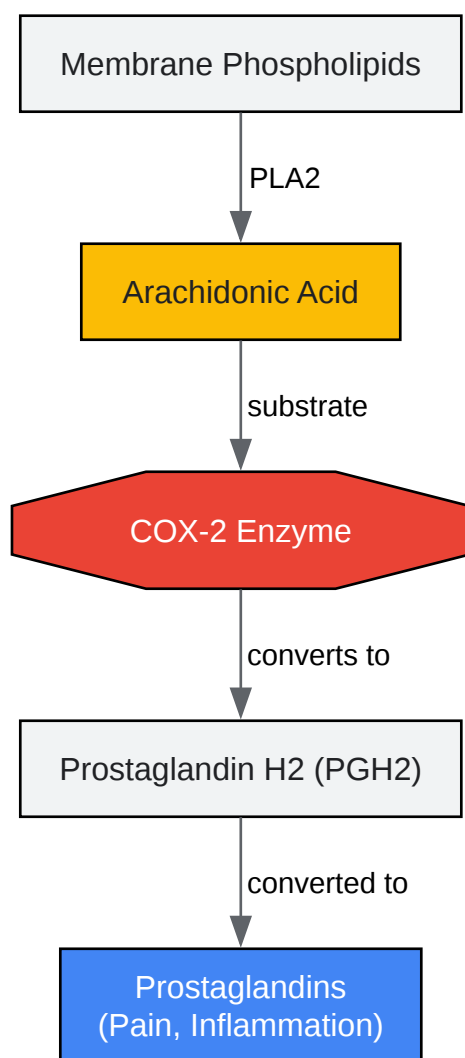 Membrane Phospholipids
PLA2
Arachidonic Acid
substrate
COX-2 Enzyme
converts to
Prostaglandin H2 (PGH2)
converted to
Prostaglandins
(Pain, Inflammation)